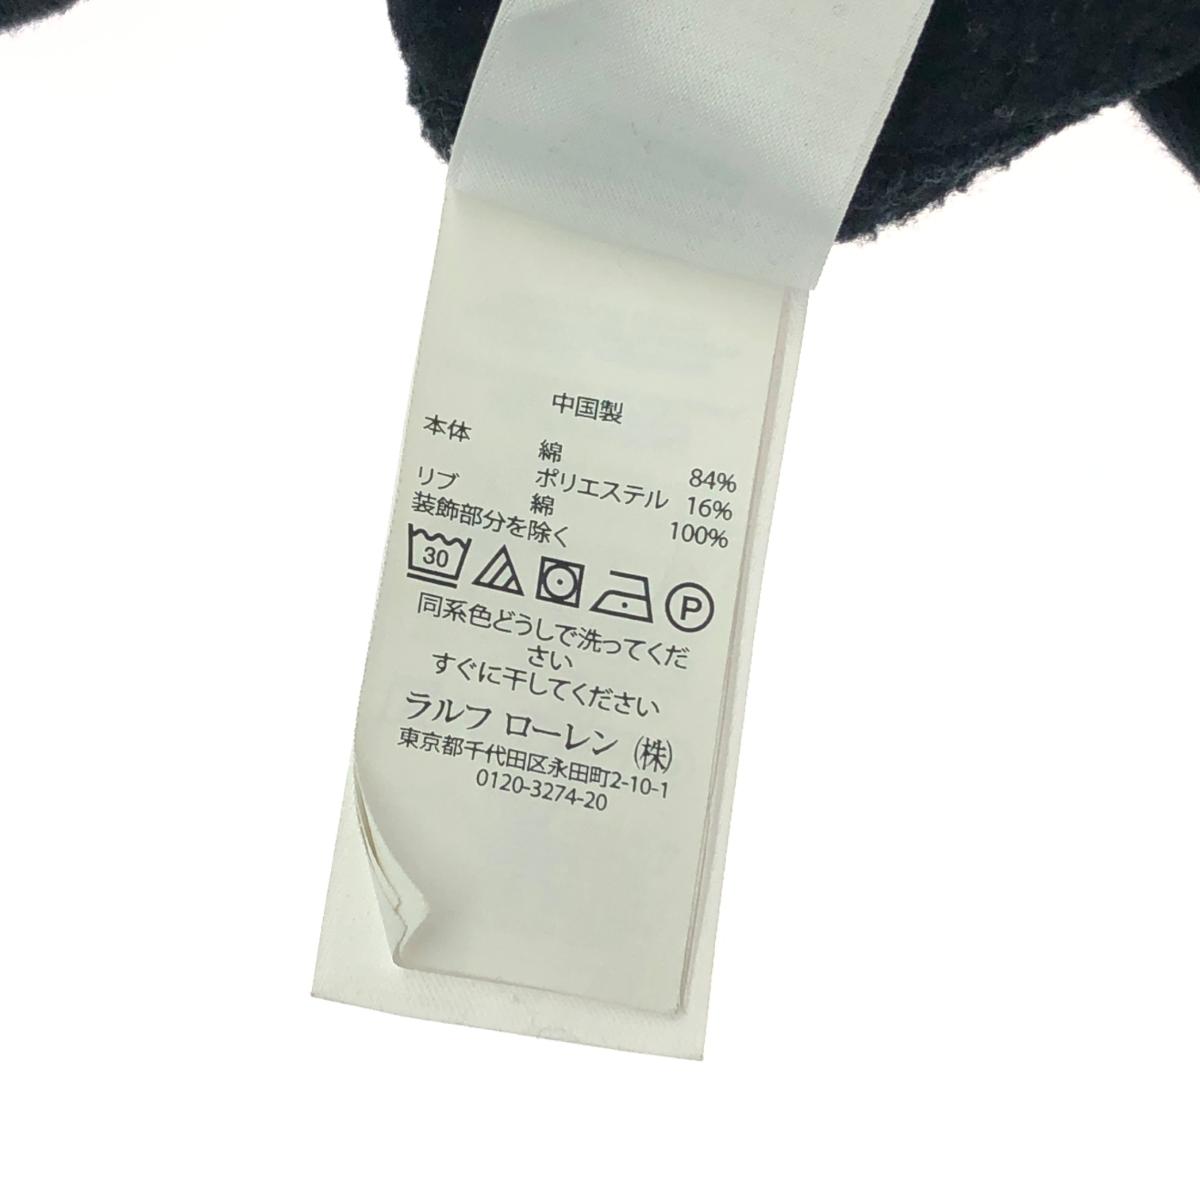 中国製
本体 綿 84%
ポリエステル 16%
リブ 綿 100%
装飾部分を除く
30 P
同系色どうしで洗ってくだ
さい
すぐに干してください
ラルフ ローレン (株)
東京都千代田区永田町2-10-1
0120-3274-20